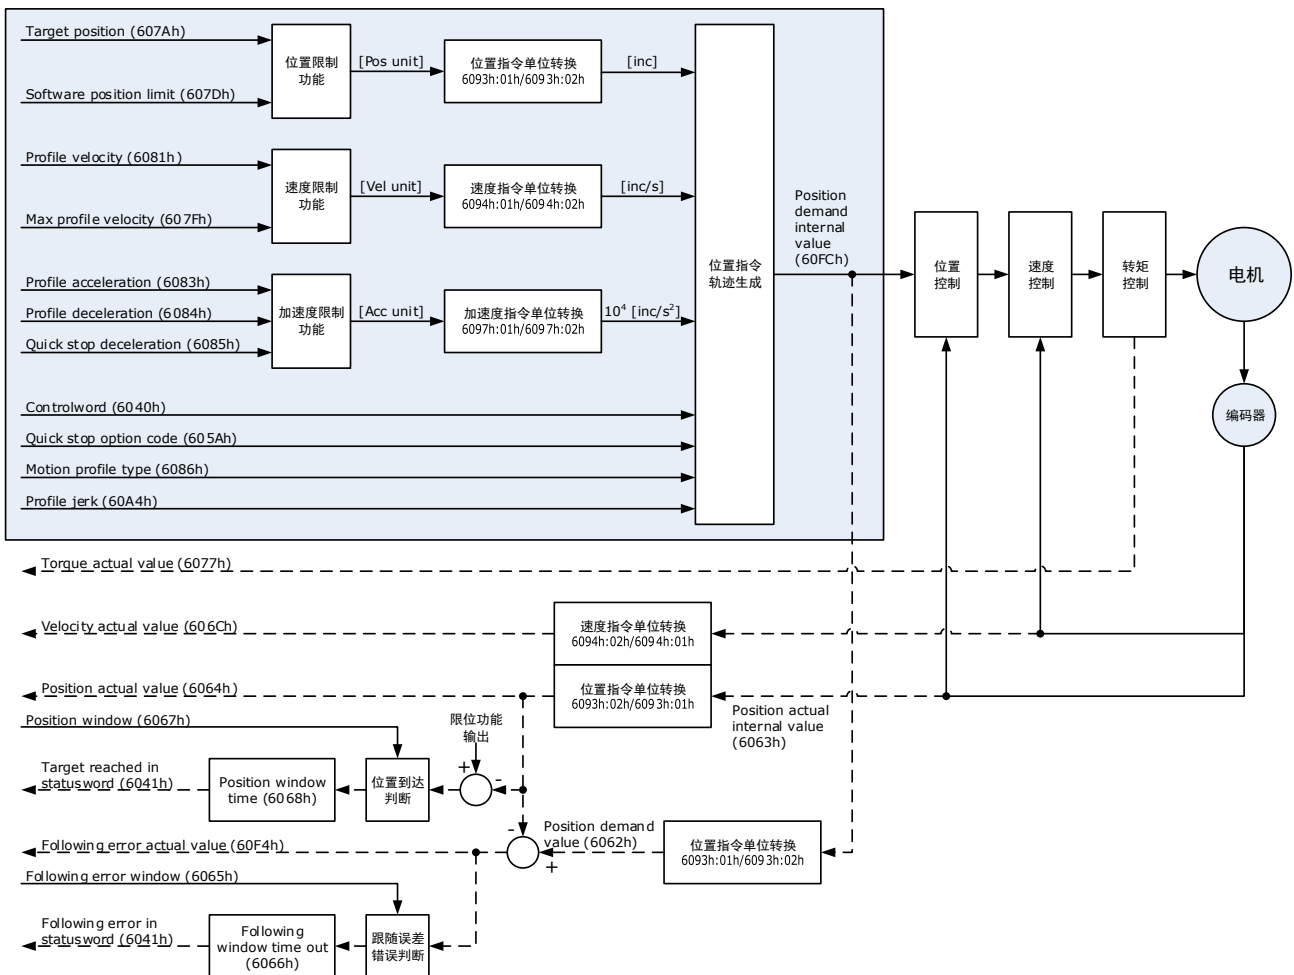 Target position (607Ah)
位置限制
功能
[Pos unit]
位置指令单位转换
6093h:01h/6093h:02h
[inc]
Software position limit (607Dh)
Profile velocity (6081h)
速度限制
功能
[Vel unit]
速度指令单位转换
6094h:01h/6094h:02h
[inc/s]
Max profile velocity (607Fh)
Profile acceleration (6083h)
Profile deceleration (6084h)
Quick stop deceleration (6085h)
加速度限制
功能
[Acc unit]
加速度指令单位转换
6097h:01h/6097h:02h
10⁴ [inc/s²]
Controlword (6040h)
Quick stop option code (605Ah)
Motion profile type (6086h)
Profile jerk (60A4h)
位置指令
轨迹生成
Position
demand
internal
value
(60FCh)
位置
控制
速度
控制
转矩
控制
电机
编码器
Torque actual value (6077h)
Velocity actual value (606Ch)
速度指令单位转换
6094h:02h/6094h:01h
Position actual value (6064h)
位置指令单位转换
6093h:02h/6093h:01h
Position actual
internal value
(6063h)
Position window (6067h)
限位功能
输出
Target reached in
statusword (6041h)
Position window
time (6068h)
位置到达
判断
+
-
-
Position demand
value (6062h)
+
位置指令单位转换
6093h:01h/6093h:02h
Following error actual value (60F4h)
Following error window (6065h)
Following error in
statusword (6041h)
Following
window time out
(6066h)
跟随误差
错误判断